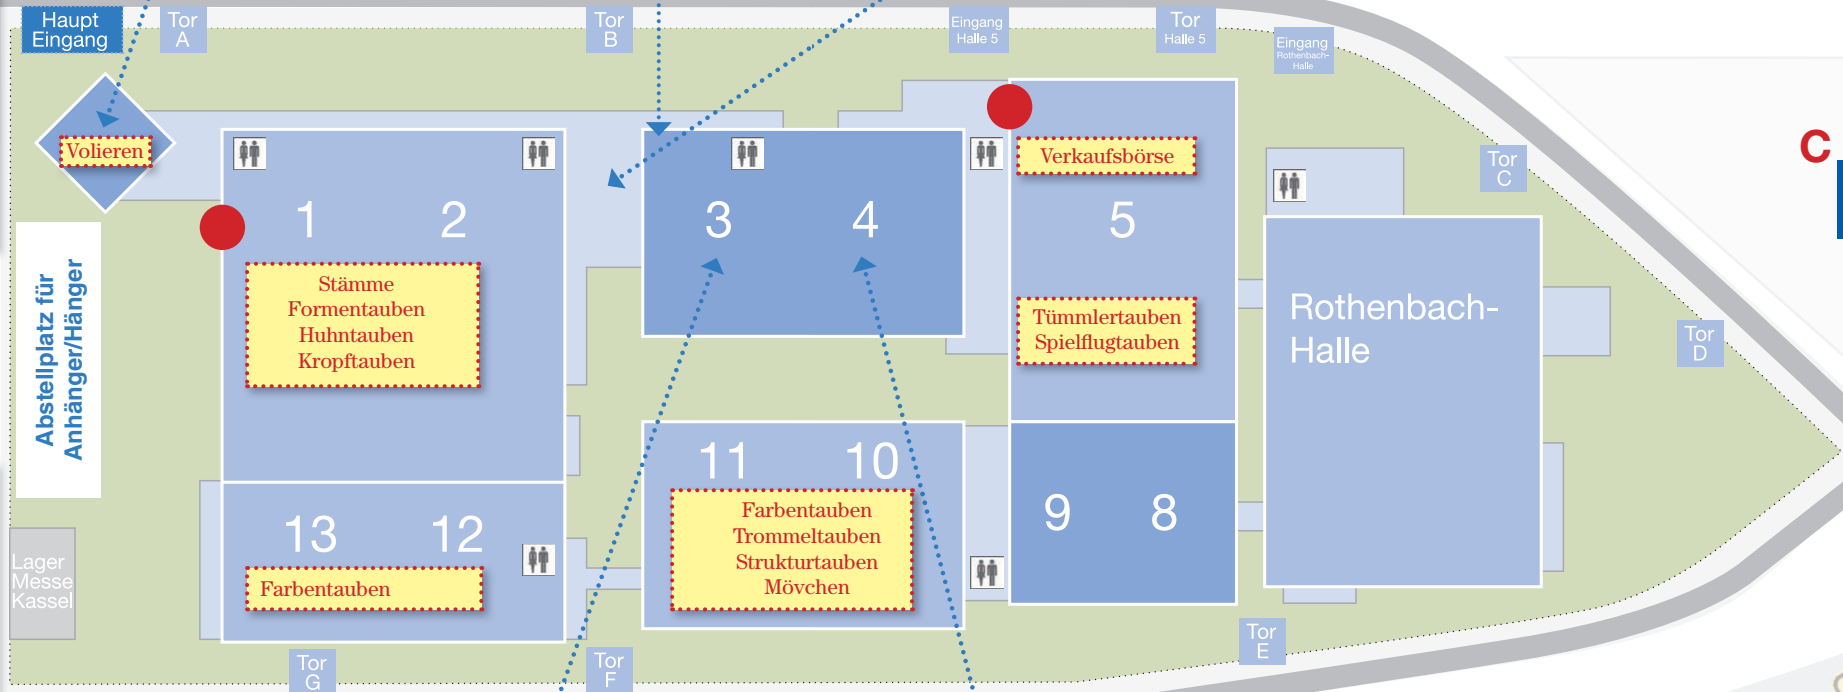 Haupt
Eingang
Tor
A
Tor
B
Eingang
Halle 5
Tor
Halle 5
Eingang
Rothenbach-
Halle
Volieren
Verkaufsbörse
Tor
C
C
1
2
3
4
5
Stämme
Formentauben
Huhntauben
Kropftauben
Tümmlertauben
Spielflugtauben
Rothenbach-
Halle
Tor
D
Abstellplatz für
Anhänger/Hänger
11
10
Farbentauben
Trommeltauben
Strukturtauben
Mövchen
9
8
13
12
Farbentauben
Lager
Messe
Kassel
Tor
G
Tor
F
Tor
E